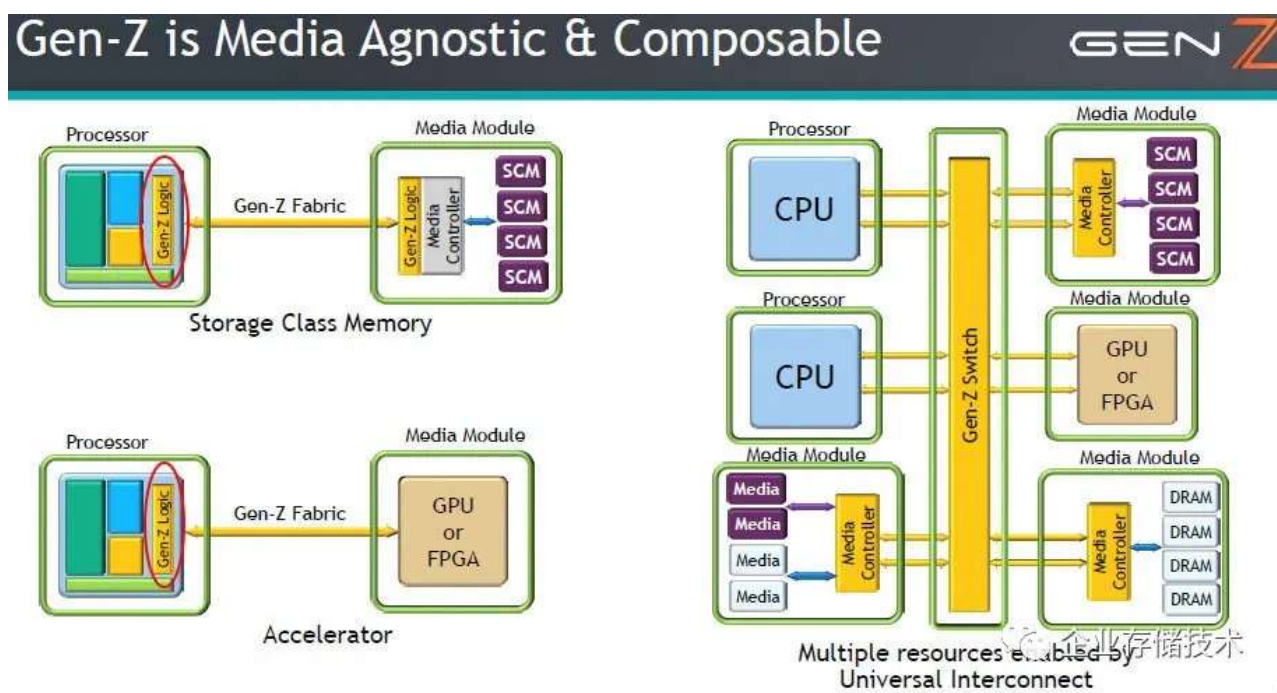 Gen-Z is Media Agnostic & Composable
GEN Z
Processor
Gen-Z Logic
Gen-Z Fabric
Media Module
Gen-Z Logic
Media
Controller
SCM
SCM
SCM
SCM
Storage Class Memory
Processor
Gen-Z Logic
Gen-Z Fabric
Media Module
GPU
or
FPGA
Accelerator
Processor
CPU
Processor
CPU
Media Module
Media
Media
Media
Media
Media
Controller
Gen-Z Switch
Media Module
Media
Controller
SCM
SCM
SCM
SCM
Media Module
GPU
or
FPGA
Media Module
Media
Controller
DRAM
DRAM
DRAM
DRAM
Multiple resources enabled by
Universal Interconnect
企业存储技术